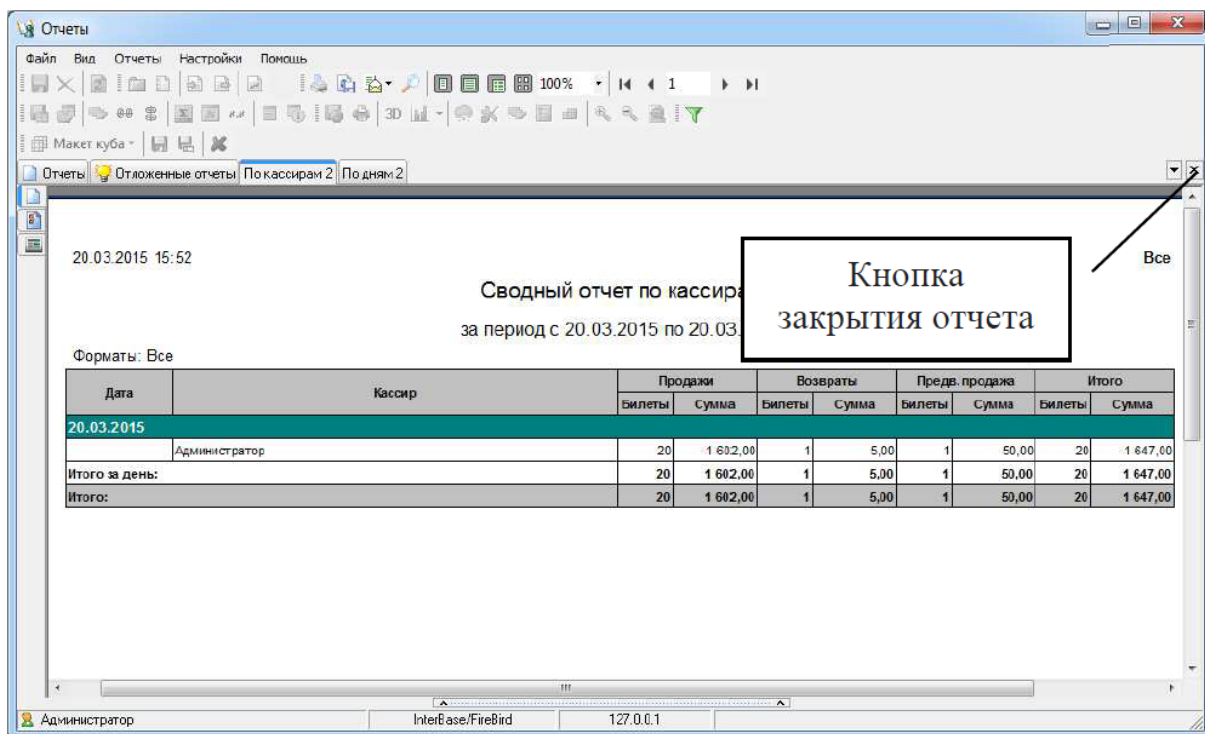 Отчеты
Файл Вид Отчеты Настройки Помощь
100% 1
3D
Макет куба
Отчеты Отложенные отчеты По кассирам 2 По дням 2
20.03.2015 15:52 Все
Сводный отчет по кассира
за период с 20.03.2015 по 20.03.
Кнопка
закрытия отчета
Форматы: Все
Дата Кассир Продажи Возвраты Предв. продажа Итого
Билеты Сумма Билеты Сумма Билеты Сумма Билеты Сумма
20.03.2015
Администратор 20 1 602,00 1 5,00 1 50,00 20 1 647,00
Итого за день: 20 1 602,00 1 5,00 1 50,00 20 1 647,00
Итого: 20 1 602,00 1 5,00 1 50,00 20 1 647,00
Администратор InterBase/FireBird 127.0.0.1